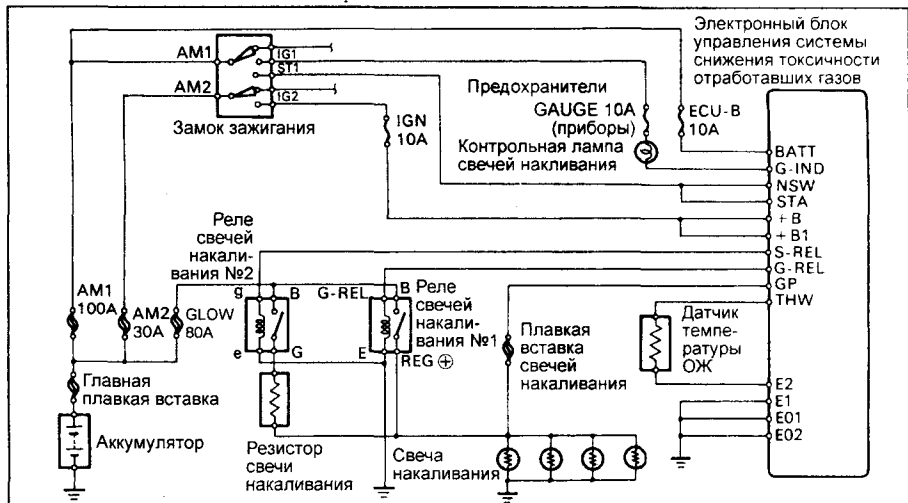 Электронный блок
управления системы
снижения токсичности
отработавших газов
AM1
IG1
ST1
AM2
IG2
Замок зажигания
Предохранители
GAUGE 10A
(приборы)
ECU-B
10A
IGN
10A
Контрольная лампа
свечей накливания
BATT
G-IND
NSW
STA
+B
+B1
S-REL
G-REL
GP
THW
E2
E1
E01
E02
Реле
свечей
накали-
вания №2
g
B
G-REL
B
Реле
свечей
накали-
вания №1
e
G
E
REG ⊕
AM1
100A
AM2
30A
GLOW
80A
Плавкая
вставка
свечей
накаливания
Датчик
темпе-
ратуры
ОЖ
Главная
плавкая вставка
Аккумулятор
Резистор
свечи
накаливания
Свеча
накаливания